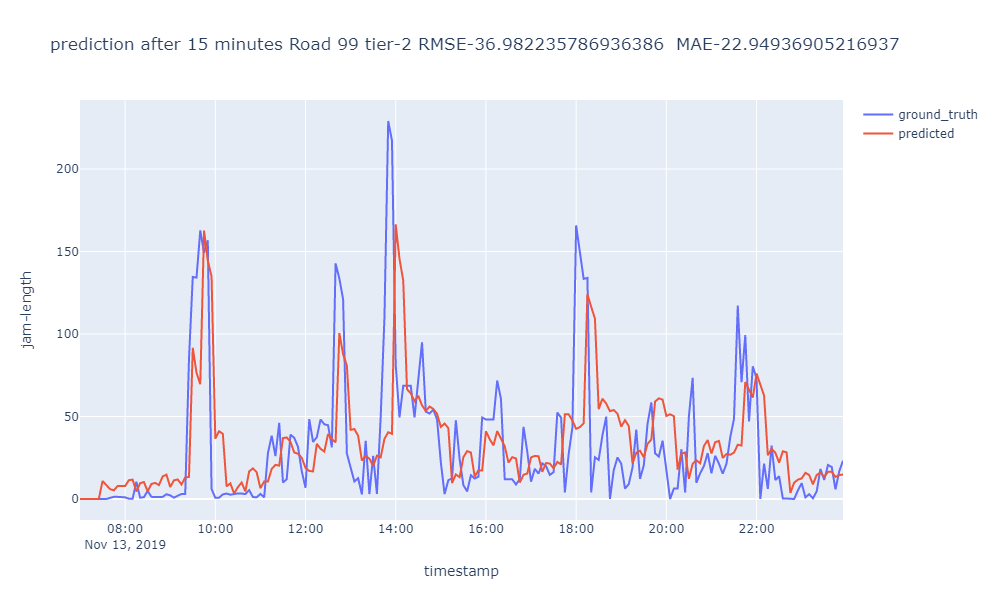 prediction after 15 minutes Road 99 tier-2 RMSE-36.982235786936386  MAE-22.94936905216937
ground_truth
predicted
jam-length
200
150
100
50
0
08:00 10:00 12:00 14:00 16:00 18:00 20:00 22:00
Nov 13, 2019
timestamp